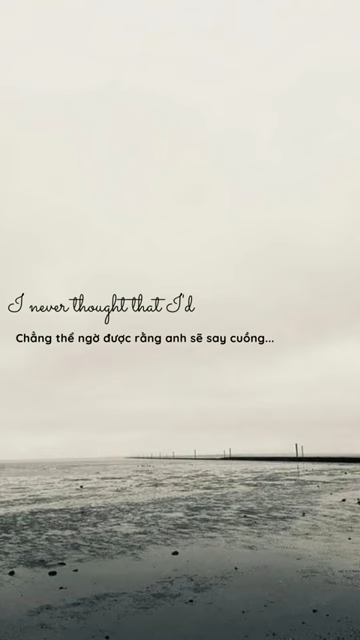 I never thought that I'd
Chẳng thể ngờ được rằng anh sẽ say cuồng...